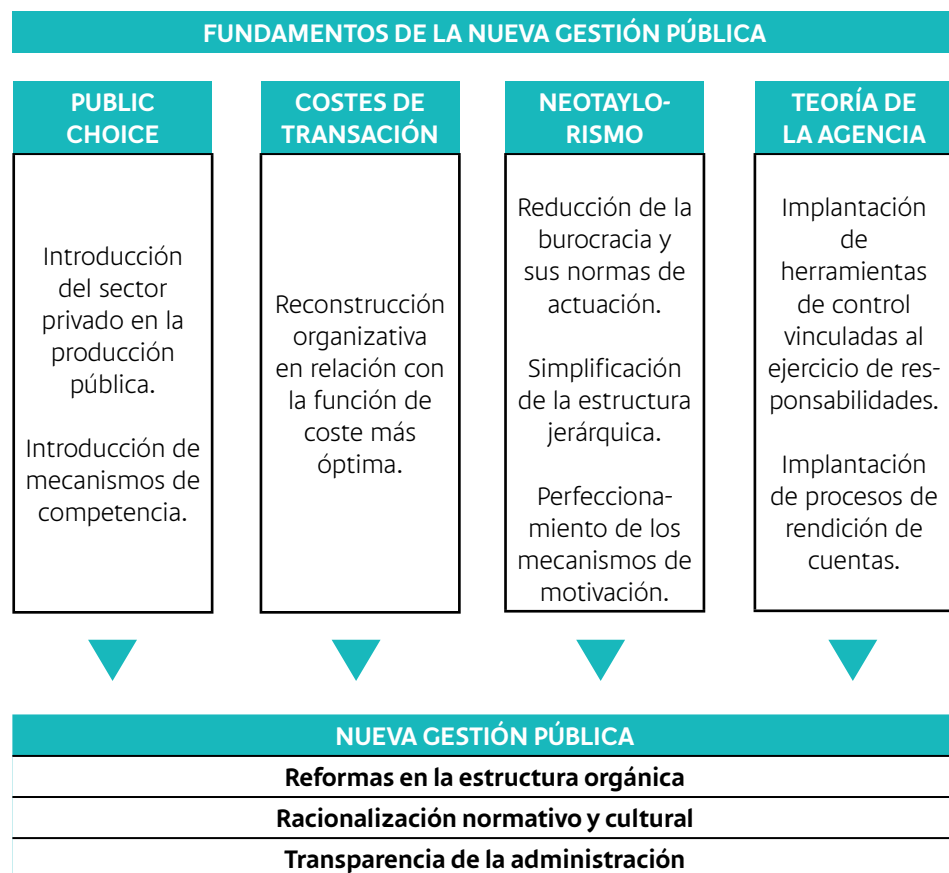 FUNDAMENTOS DE LA NUEVA GESTIÓN PÚBLICA
PUBLIC
CHOICE
Introducción
del sector
privado en la
producción
pública.
Introducción de
mecanismos de
competencia.
COSTES DE
TRANSACIÓN
Reconstrucción
organizativa
en relación con
la función de
coste más
óptima.
NEOTAYLO-
RISMO
Reducción de la
burocracia y
sus normas de
actuación.
Simplificación
de la estructura
jerárquica.
Perfecciona-
miento de los
mecanismos de
motivación.
TEORÍA DE
LA AGENCIA
Implantación
de
herramientas
de control
vinculadas al
ejercicio de res-
ponsabilidades.
Implantación
de procesos de
rendición de
cuentas.
NUEVA GESTIÓN PÚBLICA
Reformas en la estructura orgánica
Racionalización normativo y cultural
Transparencia de la administración